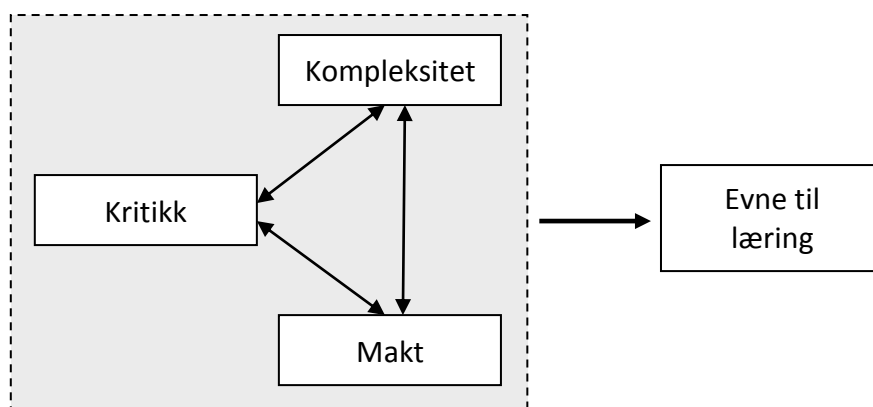 Kompleksitet
Kritikk
Evne til
læring
Makt